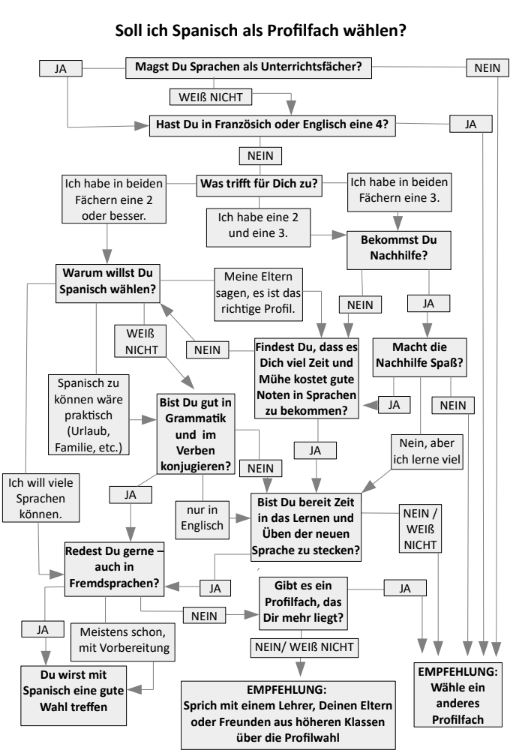 Soll ich Spanisch als Profilfach wählen?
JA
Magst Du Sprachen als Unterrichtsfächer?
NEIN
WEIß NICHT
Hast Du in Französich oder Englisch eine 4?
JA
NEIN
Ich habe in beiden
Fächern eine 2
oder besser.
Was trifft für Dich zu?
Ich habe in beiden
Fächern eine 3.
Ich habe eine 2
und eine 3.
Bekommst Du
Nachhilfe?
Warum willst Du
Spanisch wählen?
Meine Eltern
sagen, es ist das
richtige Profil.
NEIN
JA
WEIß
NICHT
NEIN
Findest Du, dass es
Dich viel Zeit und
Mühe kostet gute
Noten in Sprachen
zu bekommen?
Macht die
Nachhilfe Spaß?
Spanisch zu
können wäre
praktisch
(Urlaub,
Familie, etc.)
Bist Du gut in
Grammatik
und im
Verben
konjugieren?
JA
NEIN
Nein, aber
ich lerne viel
JA
NEIN
Ich will viele
Sprachen
können.
JA
nur in
Englisch
Bist Du bereit Zeit
in das Lernen und
Üben der neuen
Sprache zu stecken?
NEIN /
WEIß
NICHT
Redest Du gerne –
auch in
Fremdsprachen?
JA
Gibt es ein
Profilfach, das
Dir mehr liegt?
JA
NEIN
JA
Meistens schon,
mit Vorbereitung
NEIN/ WEIß NICHT
Du wirst mit
Spanisch eine gute
Wahl treffen
EMPFEHLUNG:
Sprich mit einem Lehrer, Deinen Eltern
oder Freunden aus höheren Klassen
über die Profilwahl
EMPFEHLUNG:
Wähle ein
anderes
Profilfach